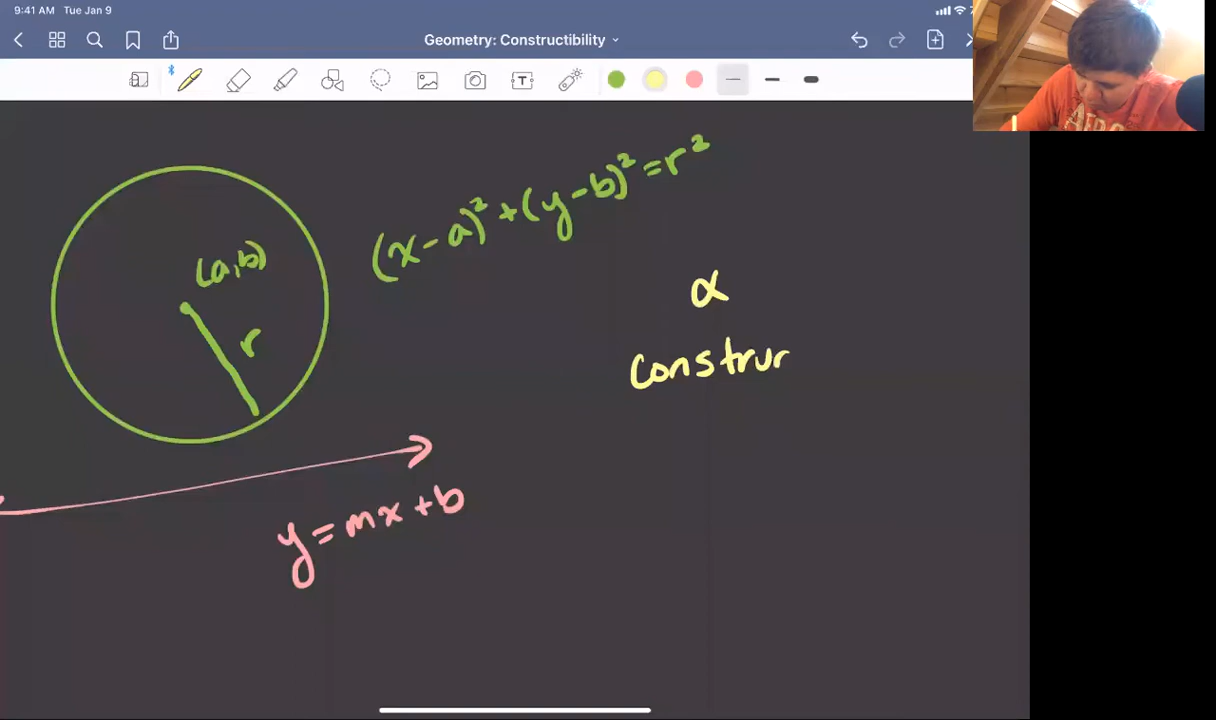 9:41 AM Tue Jan 9
Geometry: Constructibility
T
(x-a)²+(y-b)²=r²
(a,b)
r
α
construr
y=mx+b